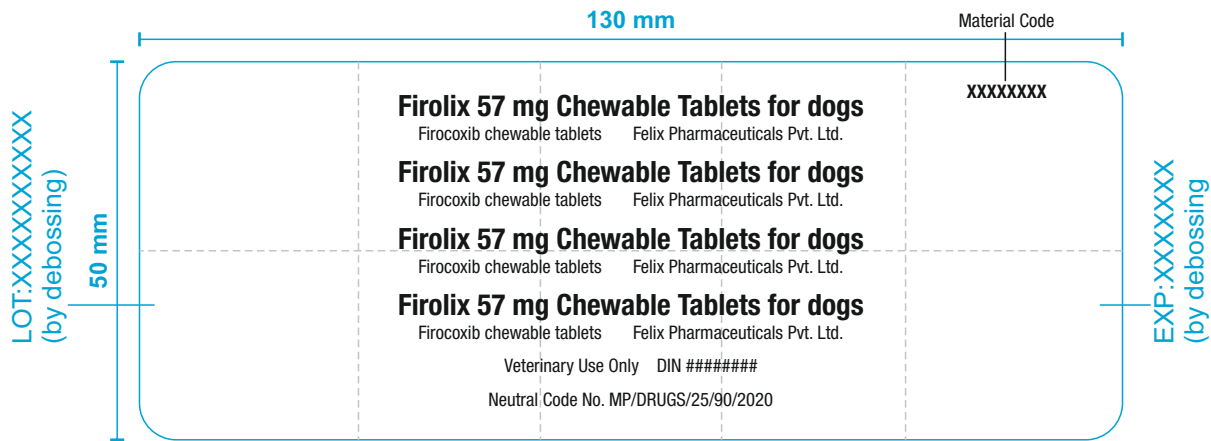 130 mm
Material Code
XXXXXXXX
Firolix 57 mg Chewable Tablets for dogs
Firocoxib chewable tablets Felix Pharmaceuticals Pvt. Ltd.
Firolix 57 mg Chewable Tablets for dogs
Firocoxib chewable tablets Felix Pharmaceuticals Pvt. Ltd.
Firolix 57 mg Chewable Tablets for dogs
Firocoxib chewable tablets Felix Pharmaceuticals Pvt. Ltd.
Firolix 57 mg Chewable Tablets for dogs
Firocoxib chewable tablets Felix Pharmaceuticals Pvt. Ltd.
Veterinary Use Only DIN ########
Neutral Code No. MP/DRUGS/25/90/2020
LOT:XXXXXXXXXX
(by debossing)
50 mm
EXP:XXXXXXX
(by debossing